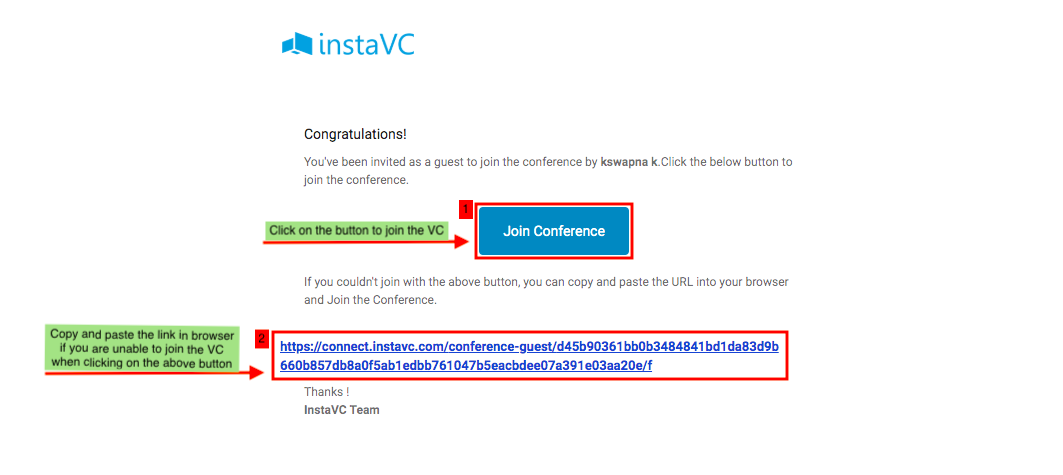 instaVC
Congratulations!
You've been invited as a guest to join the conference by kswapna k.Click the below button to
join the conference.
1
Click on the button to join the VC
Join Conference
If you couldn't join with the above button, you can copy and paste the URL into your browser
and Join the Conference.
Copy and paste the link in browser
if you are unable to join the VC
when clicking on the above button
2
https://connect.instavc.com/conference-guest/d45b90361bb0b3484841bd1da83d9b
660b857db8a0f5ab1edbb761047b5eacbdee07a391e03aa20e/f
Thanks !
InstaVC Team